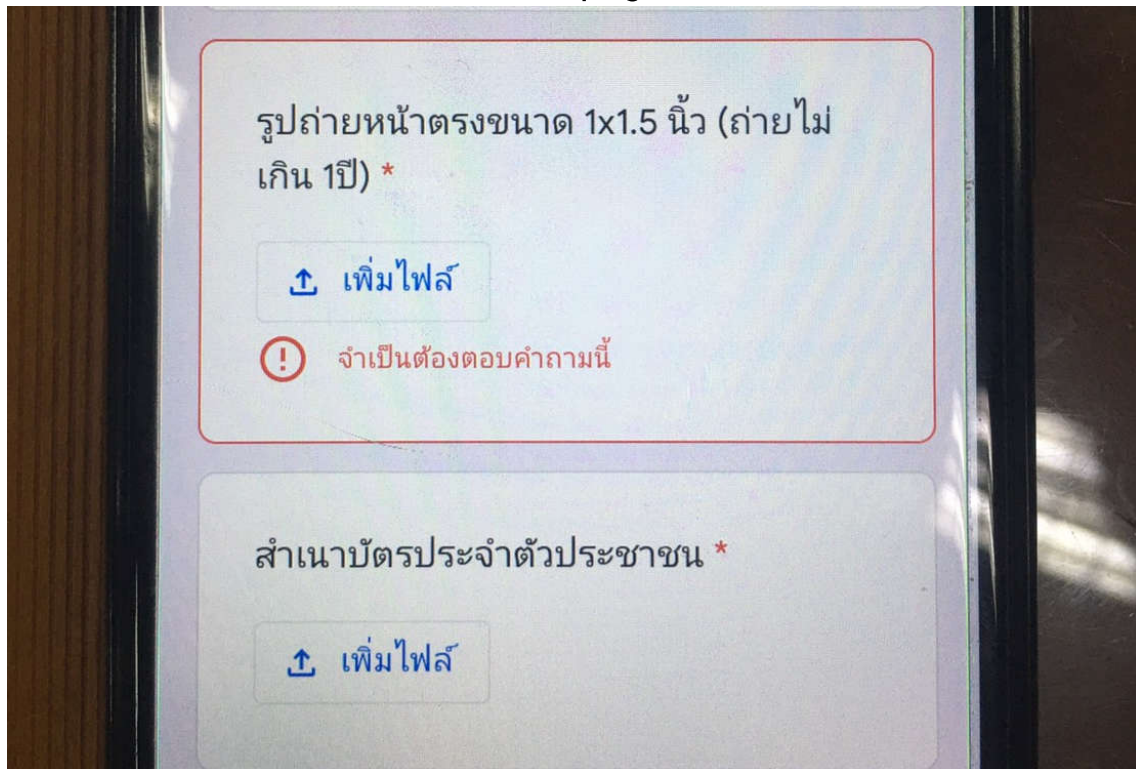 รูปถ่ายหน้าตรงขนาด 1x1.5 นิ้ว (ถ่ายไม่
เกิน 1ปี) *
เพิ่มไฟล์
จำเป็นต้องตอบคำถามนี้
สำเนาบัตรประจำตัวประชาชน *
เพิ่มไฟล์